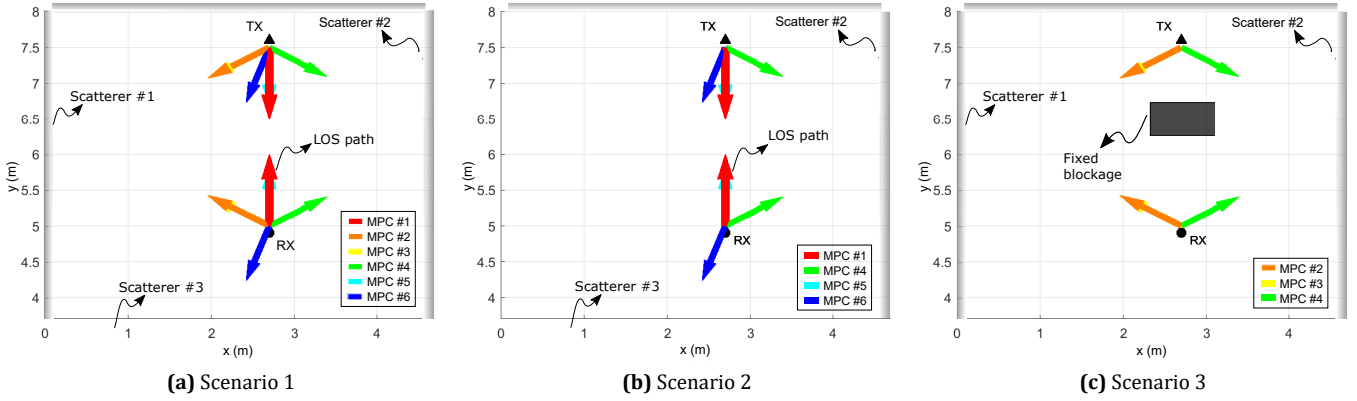 8
7.5
7
6.5
6
5.5
5
4.5
4
y (m)
0
1
2
3
4
x (m)
TX
Scatterer #2
Scatterer #1
LOS path
RX
Scatterer #3
MPC #1
MPC #2
MPC #3
MPC #4
MPC #5
MPC #6
(a) Scenario 1
8
7.5
7
6.5
6
5.5
5
4.5
4
y (m)
0
1
2
3
4
x (m)
TX
Scatterer #2
LOS path
RX
Scatterer #3
MPC #1
MPC #4
MPC #5
MPC #6
(b) Scenario 2
8
7.5
7
6.5
6
5.5
5
4.5
4
y (m)
0
1
2
3
4
x (m)
TX
Scatterer #2
Scatterer #1
Fixed
blockage
RX
MPC #2
MPC #3
MPC #4
(c) Scenario 3